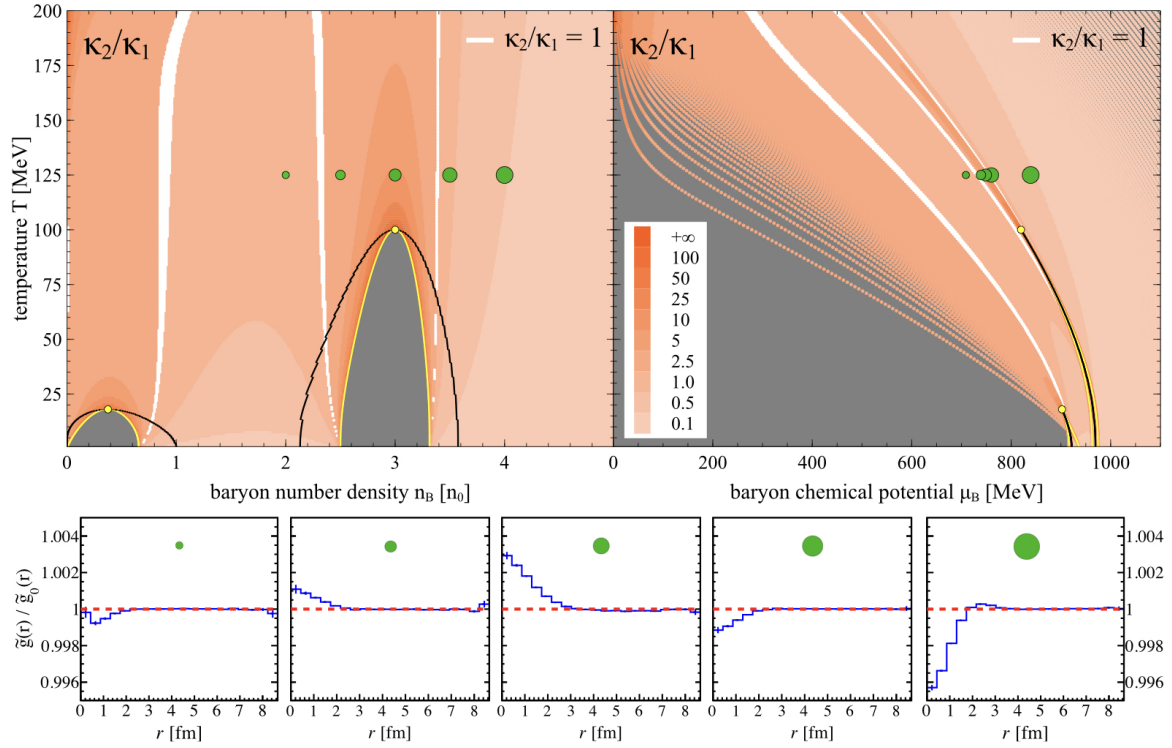 κ₂/κ₁
κ₂/κ₁ = 1
200
175
150
125
100
75
50
25
temperature T [MeV]
0
1
2
3
4
baryon number density n_B [n₀]
κ₂/κ₁
κ₂/κ₁ = 1
+∞
100
50
25
10
5
2.5
1.0
0.5
0.1
0
200
400
600
800
1000
baryon chemical potential μ_B [MeV]
1.004
1.002
1
0.998
0.996
g̃(r) / g̃₀(r)
0 1 2 3 4 5 6 7 8
r [fm]
0 1 2 3 4 5 6 7 8
r [fm]
0 1 2 3 4 5 6 7 8
r [fm]
0 1 2 3 4 5 6 7 8
r [fm]
0 1 2 3 4 5 6 7 8
r [fm]
1.004
1.002
1
0.998
0.996